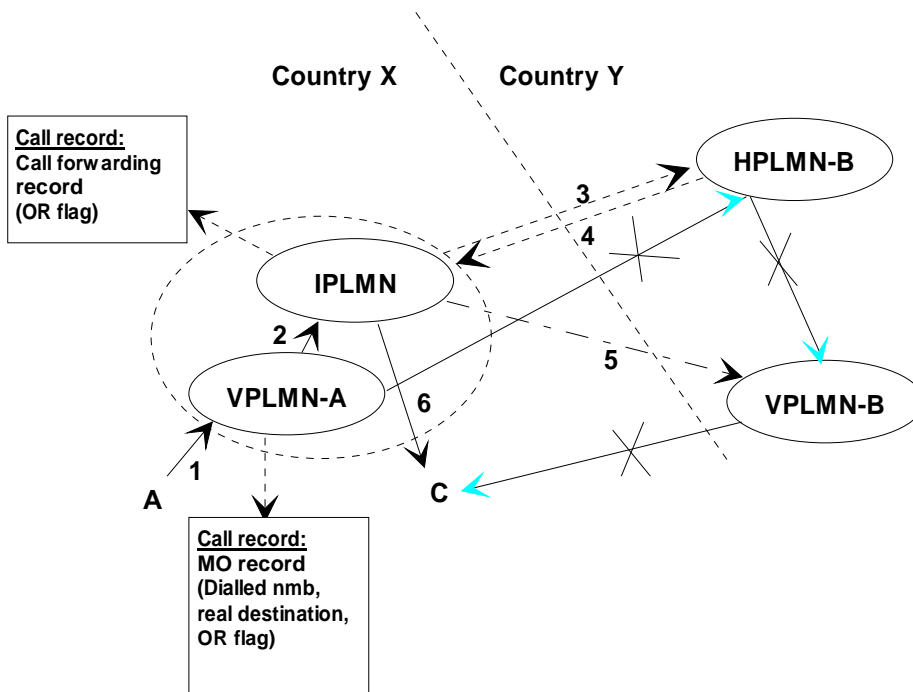 Country X
Country Y
Call record:
Call forwarding
record
(OR flag)
HPLMN-B
3
4
IPLMN
2
5
VPLMN-A
6
VPLMN-B
1
A
C
Call record:
MO record
(Dialled nmb,
real destination,
OR flag)